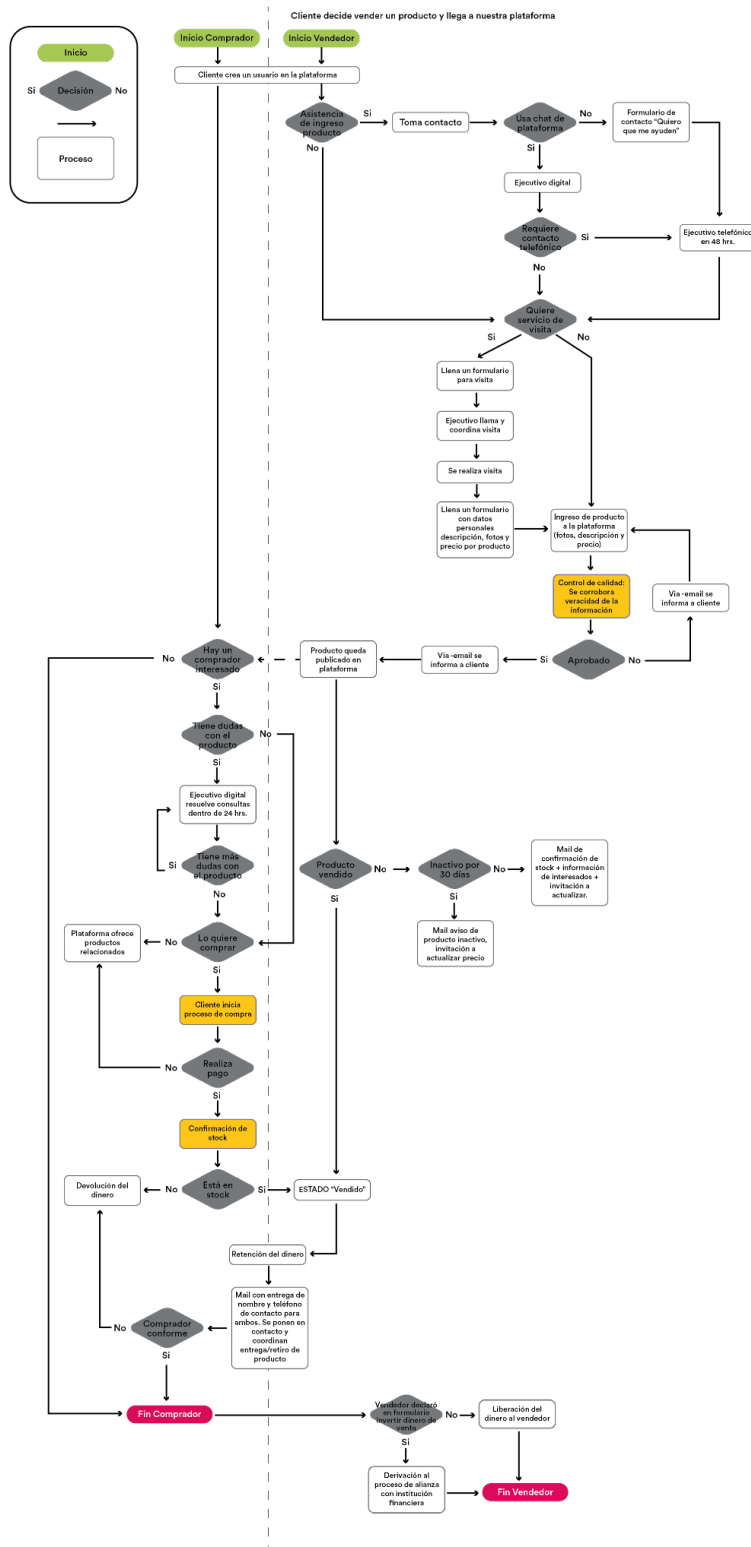 Cliente decide vender un producto y llega a nuestra plataforma
Inicio
Si
Decisión
No
Proceso
Inicio Comprador
Inicio Vendedor
Cliente crea un usuario en la plataforma
Asistencia
de ingreso
producto
Si
No
Toma contacto
Usa chat de
plataforma
No
Si
Formulario de
contacto "Quiero
que me ayuden"
Ejecutivo digital
Requiere
contacto
telefónico
Si
No
Ejecutivo telefónico
en 48 hrs.
Quiere
servicio de
visita
Si
No
Llena un formulario
para visita
Ejecutivo llama y
coordina visita
Se realiza visita
Llena un formulario
con datos
personales
descripción, fotos y
precio por producto
Ingreso de producto
a la plataforma
(fotos, descripción y
precio)
Control de calidad:
Se corrobora
veracidad de la
información
Via -email se
informa a cliente
Aprobado
Si
No
Via -email se
informa a cliente
Producto queda
publicado en
plataforma
Hay un
comprador
interesado
No
Si
Tiene dudas
con el
producto
No
Si
Ejecutivo digital
resuelve consultas
dentro de 24 hrs.
Tiene más
dudas con
el producto
Si
No
Producto
vendido
No
Si
Inactivo por
30 días
No
Si
Mail de
confirmación de
stock + información
de interesados +
invitación a
actualizar.
Mail aviso de
producto inactivo,
invitación a
actualizar precio
Lo quiere
comprar
No
Si
Plataforma ofrece
productos
relacionados
Cliente inicia
proceso de compra
Realiza
pago
No
Si
Confirmación de
stock
Está en
stock
No
Si
Devolución del
dinero
ESTADO "Vendido"
Retención del dinero
Mail con entrega de
nombre y teléfono
de contacto para
ambos. Se ponen en
contacto y
coordinan
entrega/retiro de
producto
Comprador
conforme
No
Si
Fin Comprador
Vendedor declaró
en formulario
invertir dinero de
venta
No
Si
Liberación del
dinero al vendedor
Derivación al
proceso de alianza
con institución
financiera
Fin Vendedor